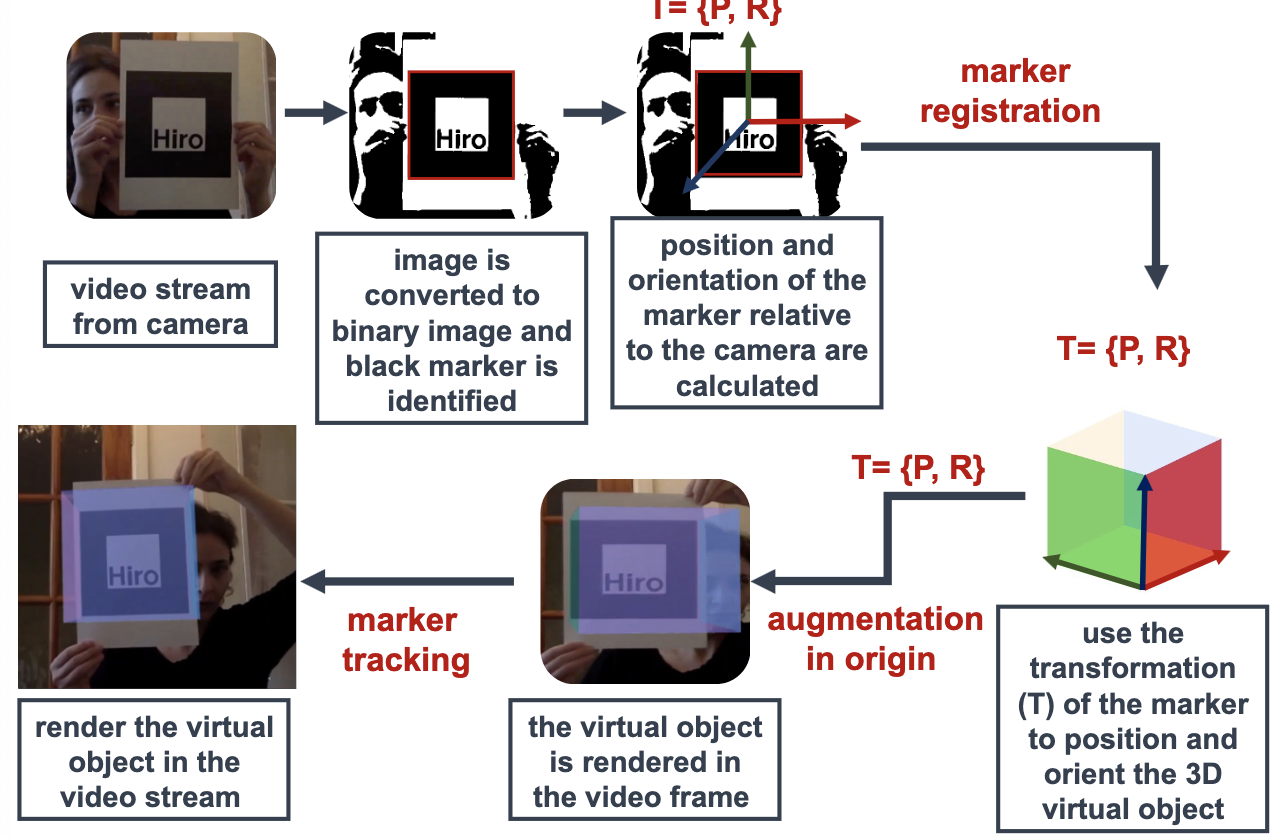 T= {P, R}
Hiro
Hiro
Hiro
marker
registration
video stream
from camera
image is
converted to
binary image and
black marker is
identified
position and
orientation of the
marker relative
to the camera are
calculated
T= {P, R}
T= {P, R}
Hiro
Hiro
marker
tracking
augmentation
in origin
render the virtual
object in the
video stream
the virtual object
is rendered in
the video frame
use the
transformation
(T) of the marker
to position and
orient the 3D
virtual object